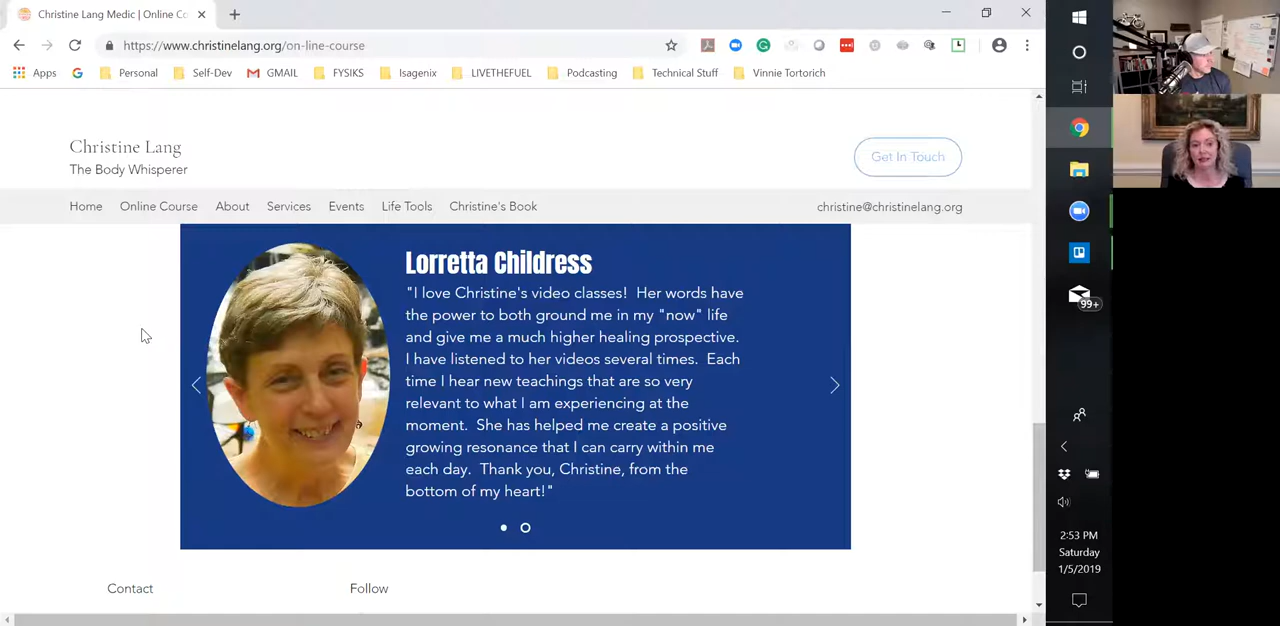 Christine Lang Medic | Online Co
https://www.christinelang.org/on-line-course
Apps
Personal
Self-Dev
GMAIL
FYSIKS
Isagenix
LIVETHEFUEL
Podcasting
Technical Stuff
Vinnie Tortorich
Christine Lang
The Body Whisperer
Get In Touch
Home
Online Course
About
Services
Events
Life Tools
Christine's Book
christine@christinelang.org
Lorretta Childress
"I love Christine's video classes! Her words have
the power to both ground me in my "now" life
and give me a much higher healing prospective.
I have listened to her videos several times. Each
time I hear new teachings that are so very
relevant to what I am experiencing at the
moment. She has helped me create a positive
growing resonance that I can carry within me
each day. Thank you, Christine, from the
bottom of my heart!"
Contact
Follow
99+
2:53 PM
Saturday
1/5/2019